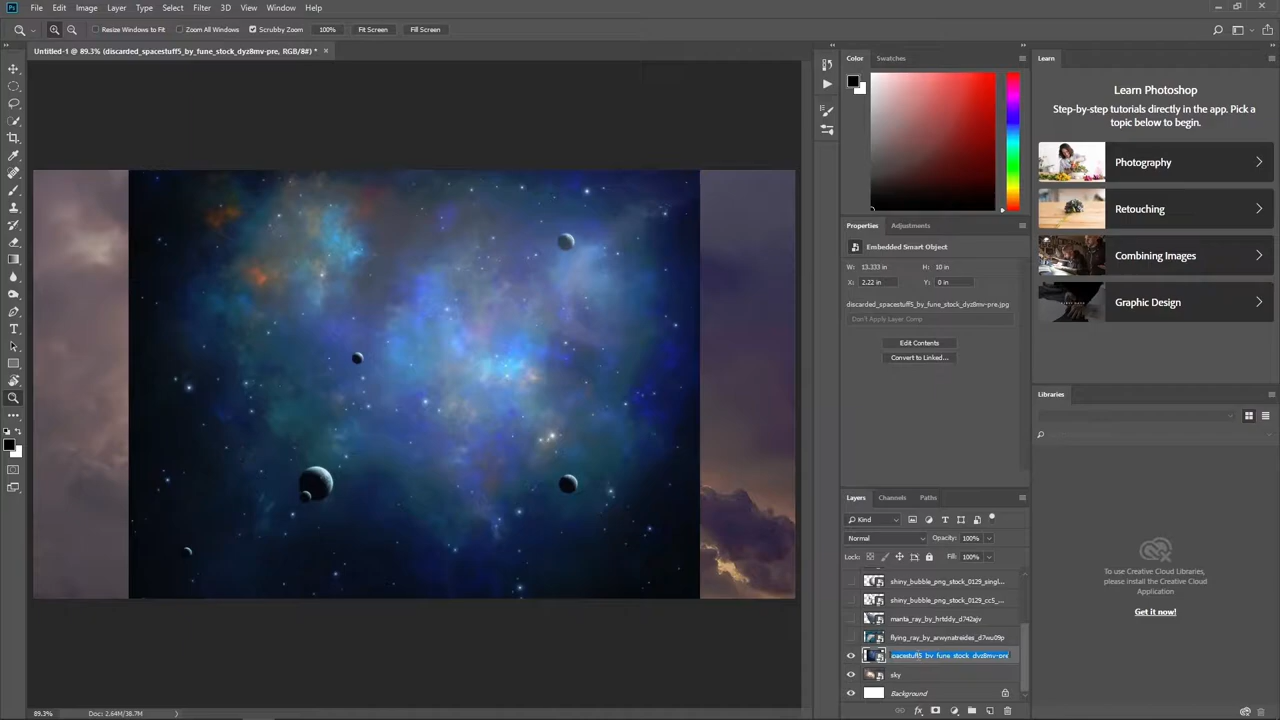 Ps File Edit Image Layer Type Select Filter 3D View Window Help
Resize Windows to Fit Zoom All Windows Scrubby Zoom 100% Fit Screen Fill Screen
Untitled-1 @ 89.3% (discarded_spacestuff5_by_fune_stock_dyz8mv-pre, RGB/8#) *
Color Swatches
Learn
Learn Photoshop
Step-by-step tutorials directly in the app. Pick a
topic below to begin.
Photography
Retouching
Combining Images
Graphic Design
Properties Adjustments
Embedded Smart Object
W: 13.333 in H: 10 in
X: 2.22 in Y: 0 in
discarded_spacestuff5_by_fune_stock_dyz8mv-pre.jpg
Don't Apply Layer Comp
Edit Contents
Convert to Linked...
Libraries
To use Creative Cloud Libraries,
please install the Creative Cloud
Application
Get it now!
Layers Channels Paths
Kind
Normal Opacity: 100%
Lock: Fill: 100%
shiny_bubble_png_stock_0129_singl...
shiny_bubble_png_stock_0129_cc5_...
manta_ray_by_hrtddy_d742ajv
flying_ray_by_arwynatreides_d7wu09p
pacestuff5_by_fune_stock_dyz8mv-pre
sky
Background
89.3% Doc: 2.64M/38.7M